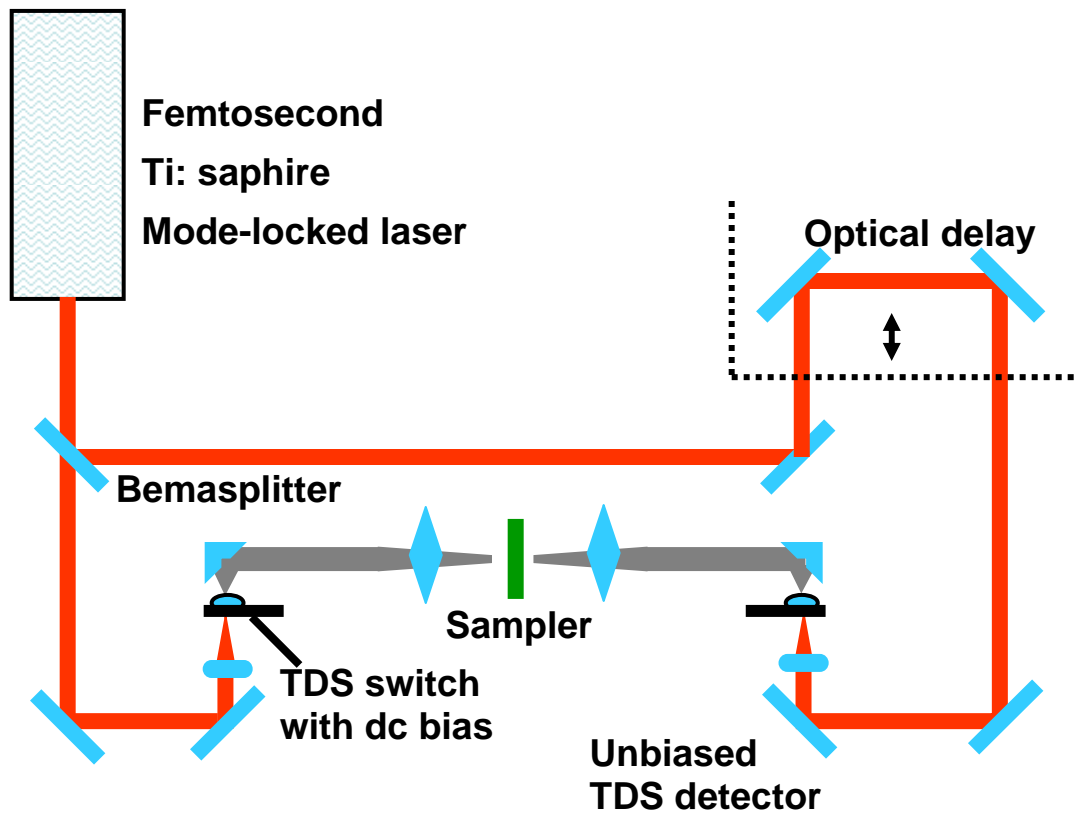 Femtosecond
Ti: saphire
Mode-locked laser
Optical delay
Bemasplitter
Sampler
TDS switch
with dc bias
Unbiased
TDS detector